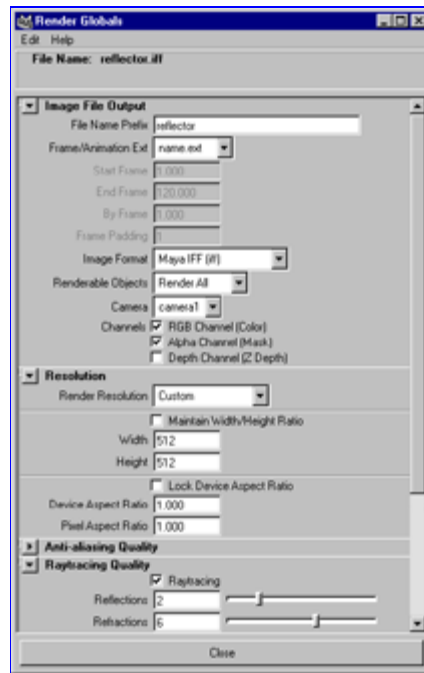 Render Globals
Edit Help
File Name: reflector.iff
Image File Output
File Name Prefix reflector
Frame/Animation Ext name.ext
Start Frame 1.000
End Frame 120.000
By Frame 1.000
Frame Padding 1
Image Format Maya IFF (iff)
Renderable Objects Render All
Camera camera1
Channels RGB Channel (Color)
Alpha Channel (Mask)
Depth Channel (Z Depth)
Resolution
Render Resolution Custom
Maintain Width/Height Ratio
Width 512
Height 512
Lock Device Aspect Ratio
Device Aspect Ratio 1.000
Pixel Aspect Ratio 1.000
Anti-aliasing Quality
Raytracing Quality
Raytracing
Reflections 2
Refractions 6
Close